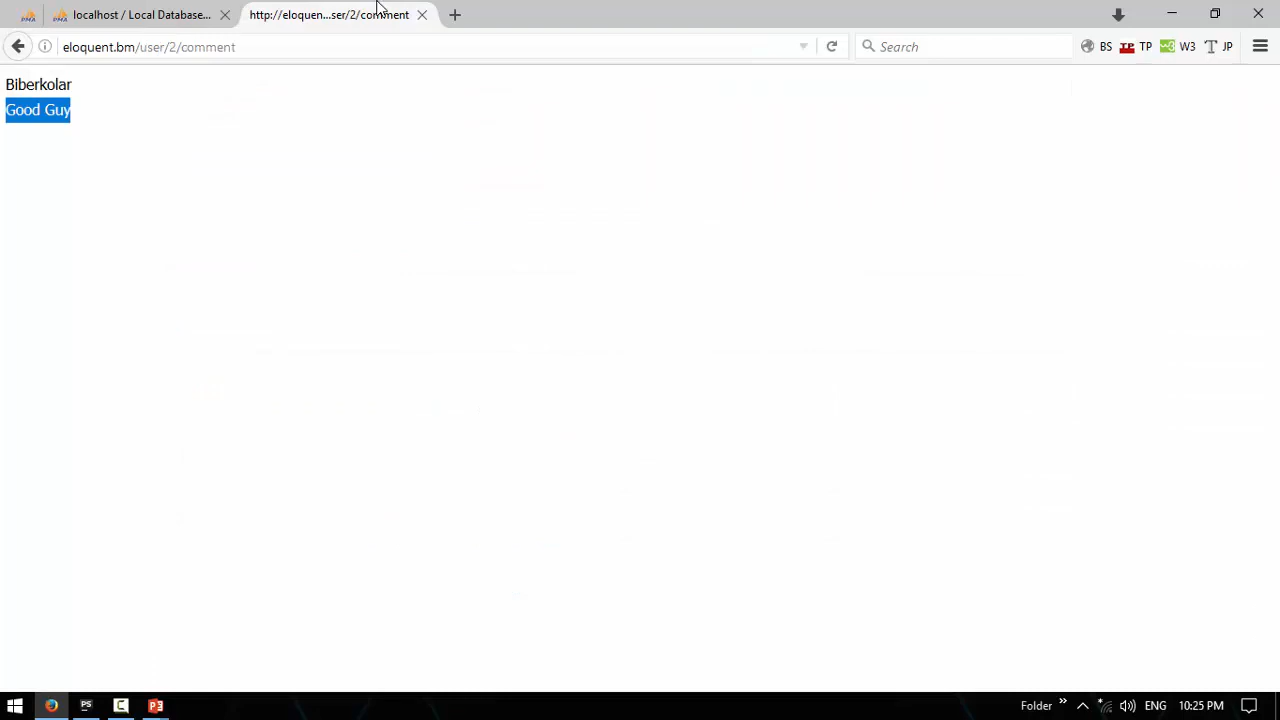 localhost / Local Database...
http://eloquen...ser/2/comment
eloquent.bm/user/2/comment
Search
BS
TP
W3
JP
Biberkolar
Good Guy
Folder
ENG
10:25 PM